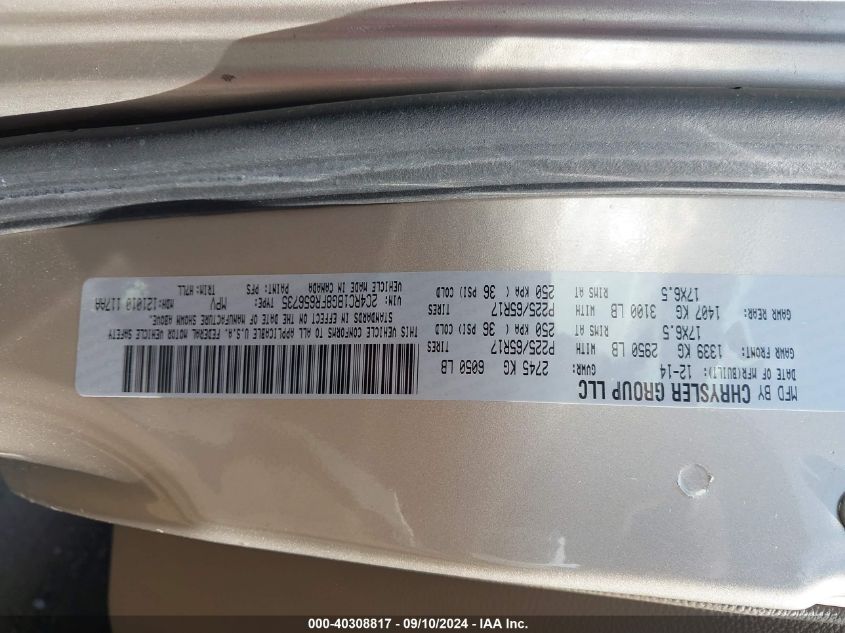 MFD BY CHRYSLER GROUP LLC
DATE OF MFR(BUILT): 12-14 GVWR: 2745 KG 6050 LB
GAWR FRONT: 1339 KG 2950 LB WITH TIRES P225/65R17
RIMS AT 17X6.5 250 KPA ( 36 PSI) COLD
GAWR REAR: 1407 KG 3100 LB WITH TIRES P225/65R17
RIMS AT 17X6.5 250 KPA ( 36 PSI) COLD
THIS VEHICLE CONFORMS TO ALL APPLICABLE U.S.A. FEDERAL MOTOR VEHICLE SAFETY
STANDARDS IN EFFECT ON THE DATE OF MANUFACTURE SHOWN ABOVE.
VIN: 2C4RC1BG8FR656735 TYPE: MPV MDH: 121010 117AA
VEHICLE MADE IN CANADA PAINT: PFS TRIM: H7LL
000-40308817 - 09/10/2024 - IAA Inc.